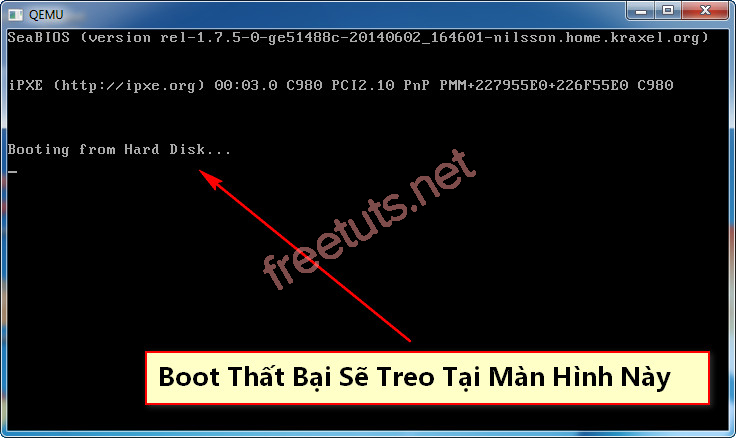 QEMU
SeaBIOS (version rel-1.7.5-0-ge51488c-20140602_164601-nilsson.home.kraxel.org)
iPXE (http://ipxe.org) 00:03.0 C980 PCI2.10 PnP PMM+227955E0+226F55E0 C980
Booting from Hard Disk...
freetuts.net
Boot Thất Bại Sẽ Treo Tại Màn Hình Này